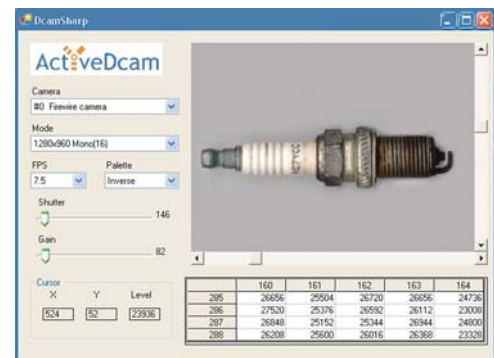 DcamSharp
ActiveDcam
Camera
#0 Firewire camera
Mode
1280x960 Mono(16)
FPS Palette
7.5 Inverse
Shutter
146
Gain
82
Cursor
X Y Level
524 52 23936
160 161 162 163 164
285 26656 25504 26720 26656 24736
286 27520 25376 26592 26112 23008
287 26848 25152 25344 26944 24800
288 26208 25600 26016 26368 23328